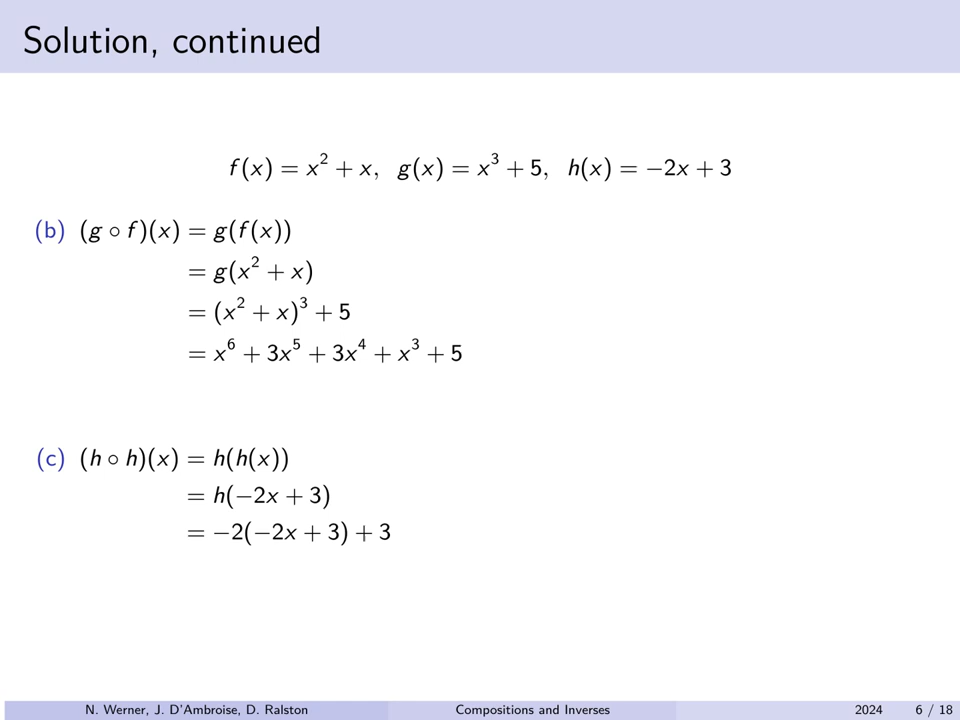 Solution, continued
f(x) = x² + x,  g(x) = x³ + 5,  h(x) = −2x + 3
(b) (g ∘ f)(x) = g(f(x))
= g(x² + x)
= (x² + x)³ + 5
= x⁶ + 3x⁵ + 3x⁴ + x³ + 5
(c) (h ∘ h)(x) = h(h(x))
= h(−2x + 3)
= −2(−2x + 3) + 3
N. Werner, J. D'Ambroise, D. Ralston Compositions and Inverses 2024 6 / 18